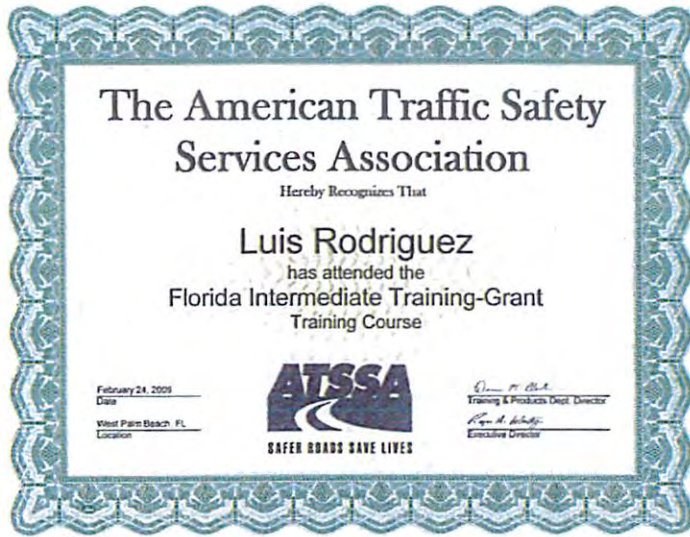 The American Traffic Safety
Services Association
Hereby Recognizes That
Luis Rodriguez
has attended the
Florida Intermediate Training-Grant
Training Course
February 24, 2009
Date
West Palm Beach FL
Location
ATSSA
SAFER ROADS SAVE LIVES
Training & Products Dept. Director
Executive Director